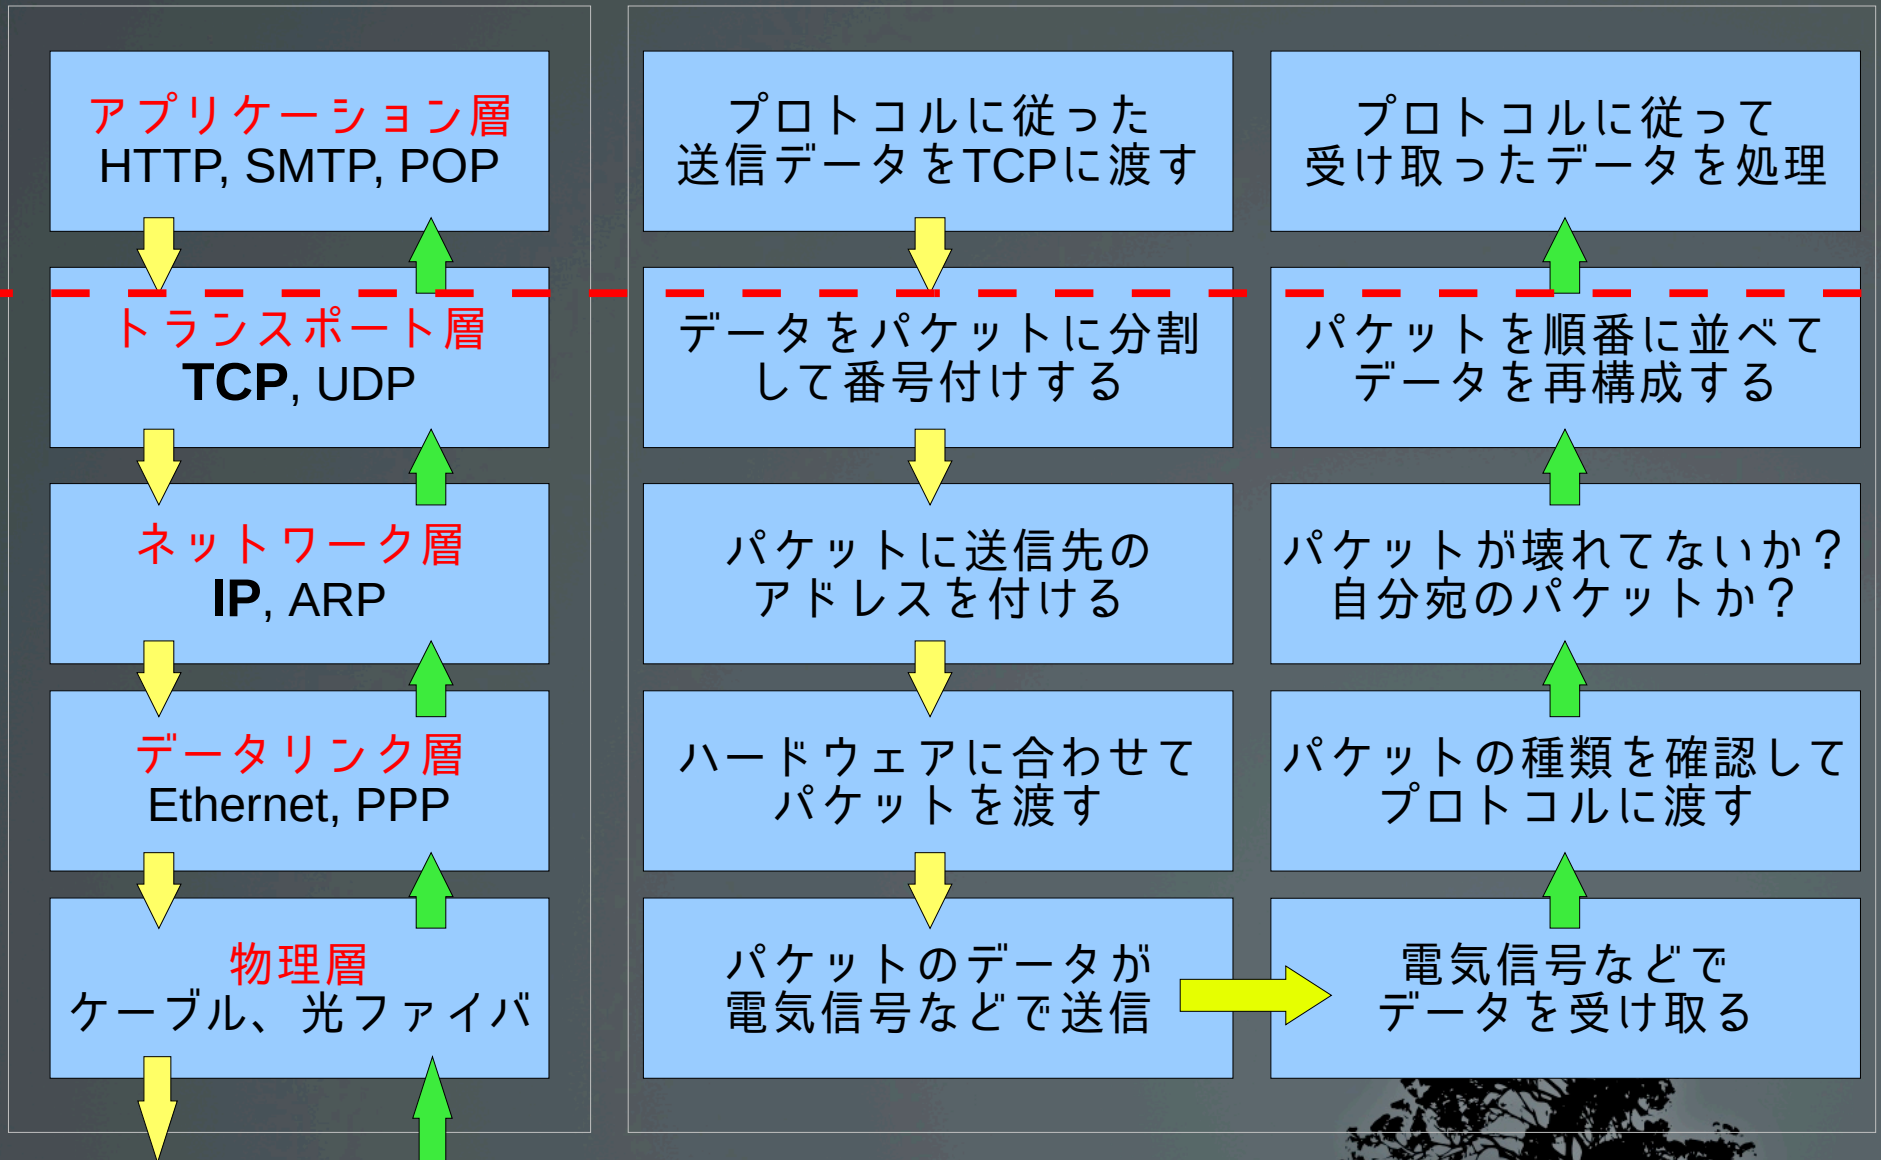 アプリケーション層
HTTP, SMTP, POP
トランスポート層
TCP, UDP
ネットワーク層
IP, ARP
データリンク層
Ethernet, PPP
物理層
ケーブル、光ファイバ
プロトコルに従った
送信データをTCPに渡す
データをパケットに分割
して番号付けする
パケットに送信先の
アドレスを付ける
ハードウェアに合わせて
パケットを渡す
パケットのデータが
電気信号などで送信
プロトコルに従って
受け取ったデータを処理
パケットを順番に並べて
データを再構成する
パケットが壊れてないか？
自分宛のパケットか？
パケットの種類を確認して
プロトコルに渡す
電気信号などで
データを受け取る